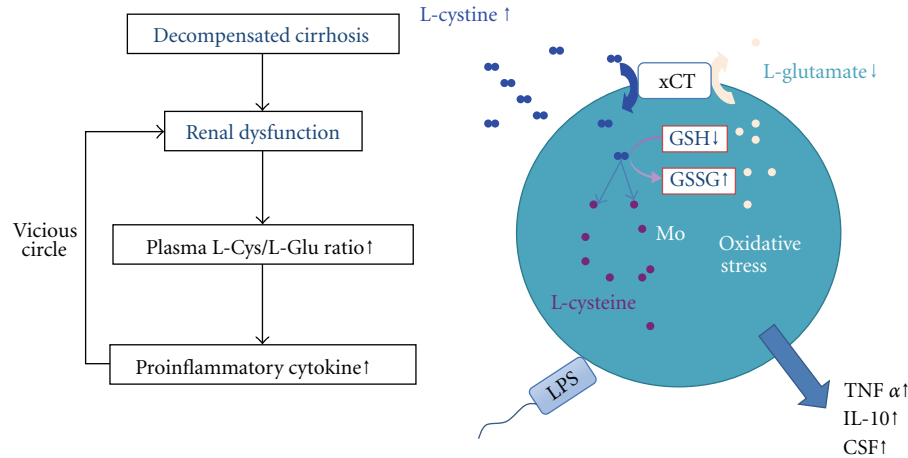 Decompensated cirrhosis
Renal dysfunction
Vicious
circle
Plasma L-Cys/L-Glu ratio↑
Proinflammatory cytokine↑
L-cystine ↑
xCT
L-glutamate↓
GSH↓
GSSG↑
Mo
Oxidative
stress
L-cysteine
LPS
TNF α↑
IL-10↑
CSF↑